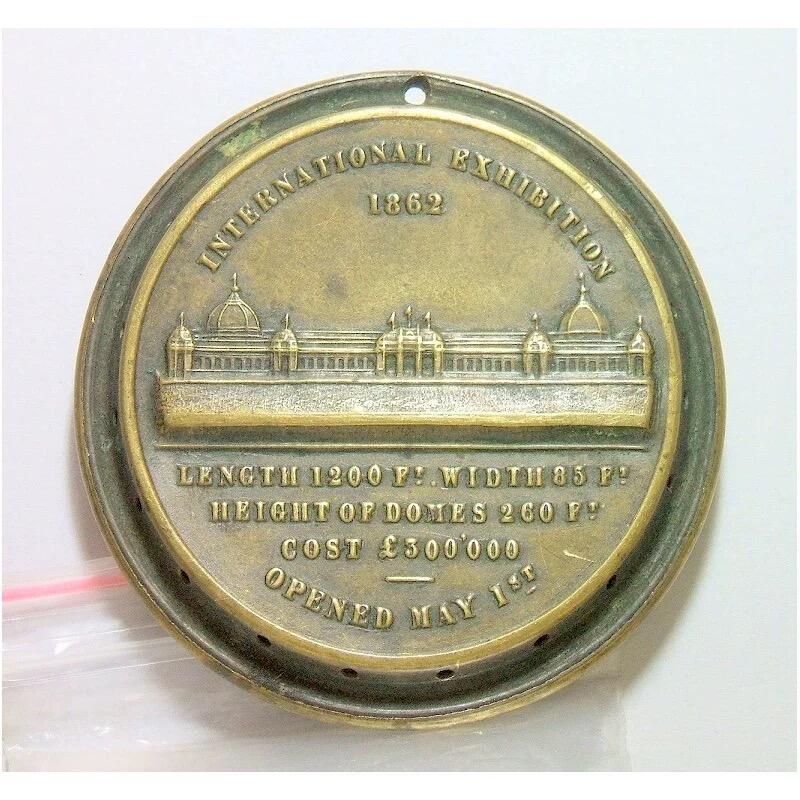 INTERNATIONAL EXHIBITION
1862
LENGTH 1200 FT. WIDTH 85 FT
HEIGHT OF DOMES 260 FT
COST £300'000
OPENED MAY 1ST